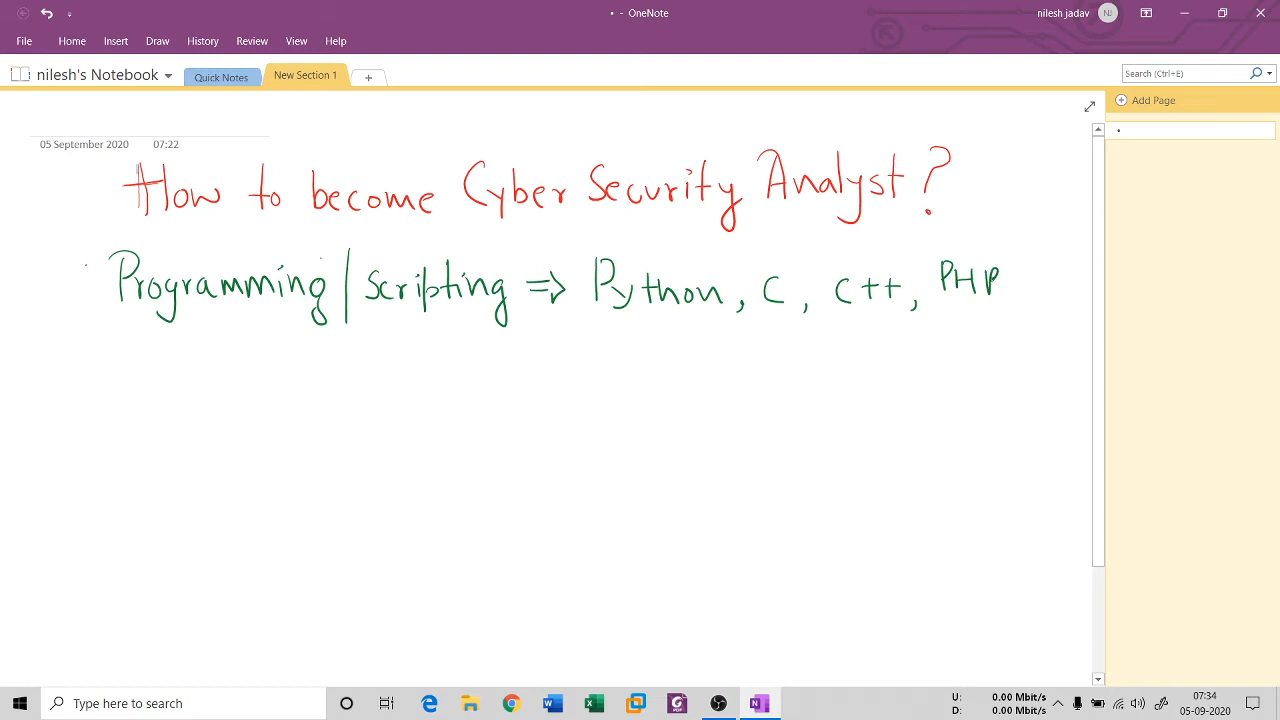 • - OneNote
nilesh jadav NJ
File Home Insert Draw History Review View Help
nilesh's Notebook Quick Notes New Section 1 +
Search (Ctrl+E)
Add Page
05 September 2020 07:22
How to become Cyber Security Analyst?
Programming | Scripting => Python, C, C++, PHP
Type here to search
U: 0.00 Mbit/s
D: 0.00 Mbit/s
07:34
05-09-2020